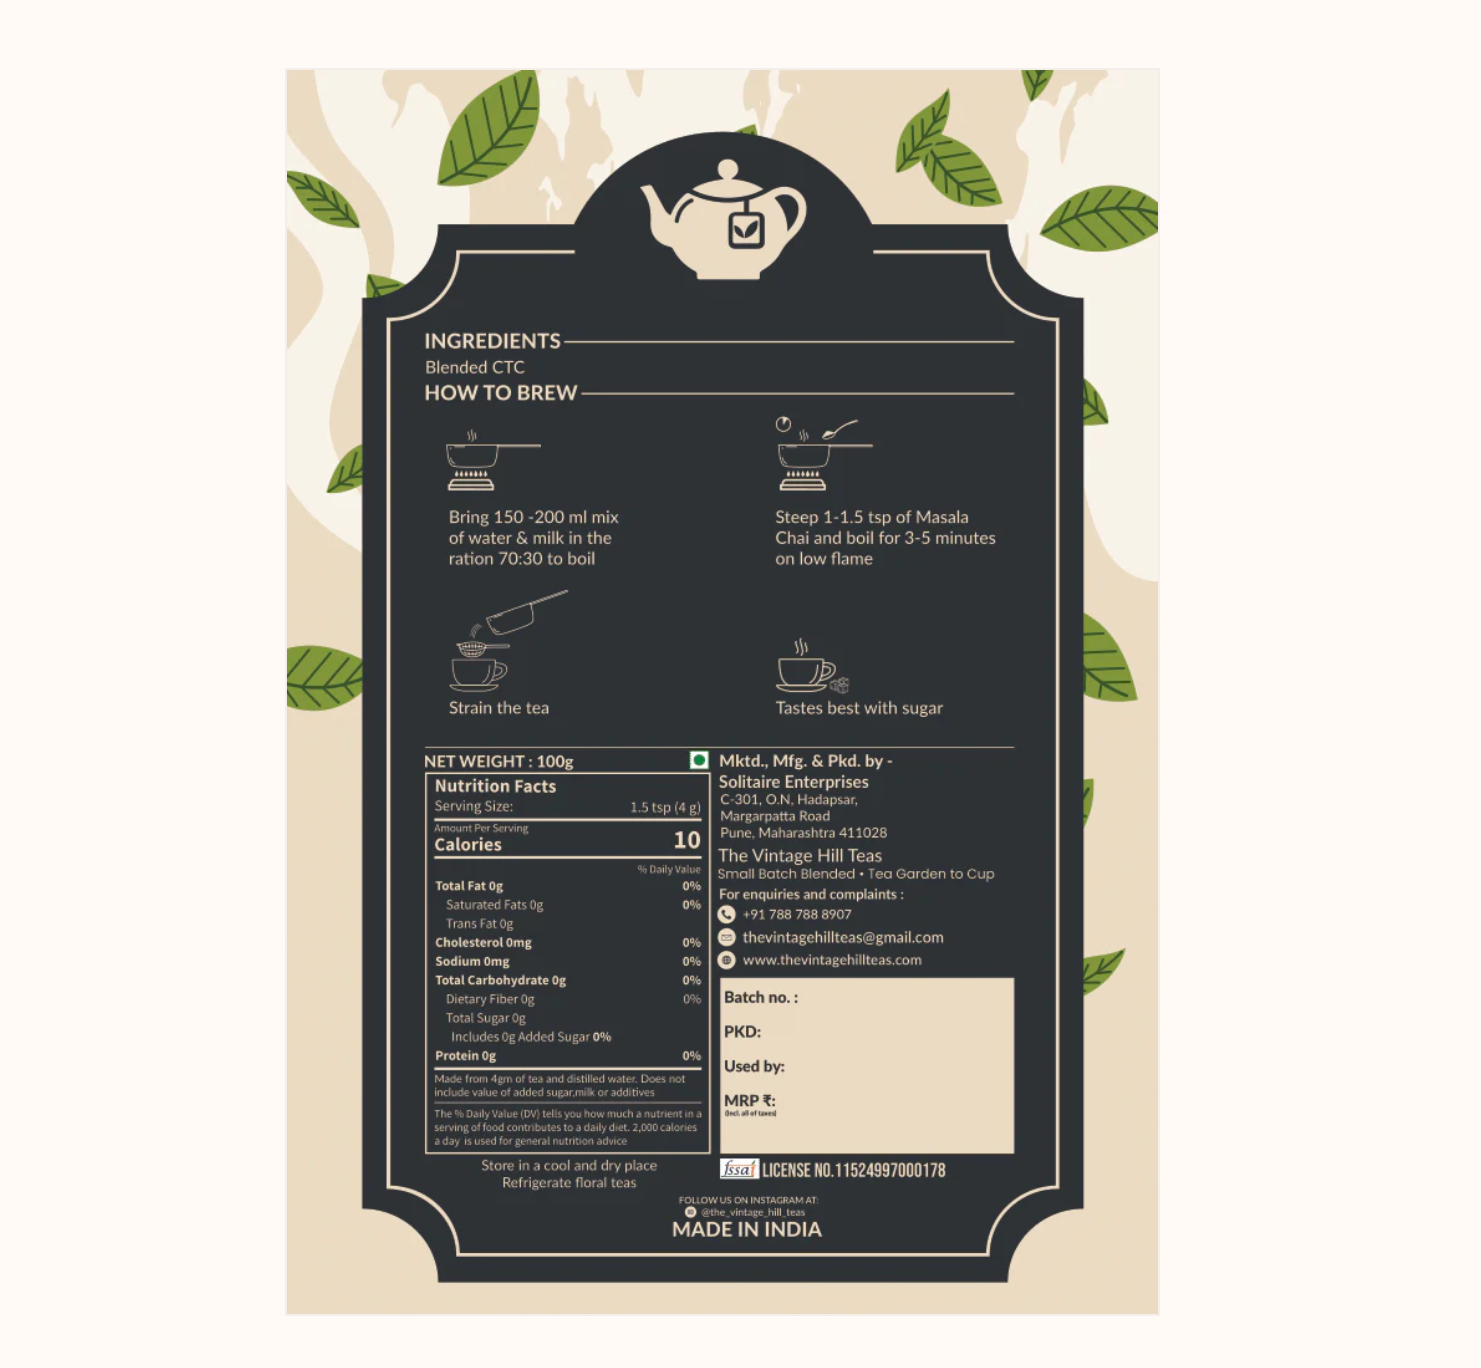 INGREDIENTS
Blended CTC
HOW TO BREW
Bring 150 -200 ml mix
of water & milk in the
ration 70:30 to boil
Steep 1-1.5 tsp of Masala
Chai and boil for 3-5 minutes
on low flame
Strain the tea
Tastes best with sugar
NET WEIGHT : 100g
Nutrition Facts
Serving Size: 1.5 tsp (4 g)
Amount Per Serving
Calories 10
% Daily Value
Total Fat 0g 0%
Saturated Fats 0g 0%
Trans Fat 0g
Cholesterol 0mg 0%
Sodium 0mg 0%
Total Carbohydrate 0g 0%
Dietary Fiber 0g 0%
Total Sugar 0g
Includes 0g Added Sugar 0%
Protein 0g 0%
Made from 4gm of tea and distilled water. Does not
include value of added sugar,milk or additives
The % Daily Value (DV) tells you how much a nutrient in a
serving of food contributes to a daily diet. 2,000 calories
a day is used for general nutrition advice
Store in a cool and dry place
Refrigerate floral teas
Mktd., Mfg. & Pkd. by -
Solitaire Enterprises
C-301, O.N, Hadapsar,
Margarpatta Road
Pune, Maharashtra 411028
The Vintage Hill Teas
Small Batch Blended • Tea Garden to Cup
For enquiries and complaints :
+91 788 788 8907
thevintagehillteas@gmail.com
www.thevintagehillteas.com
Batch no. :
PKD:
Used by:
MRP ₹:
(Incl. all of taxes)
fssai LICENSE NO.11524997000178
FOLLOW US ON INSTAGRAM AT:
@the_vintage_hill_teas
MADE IN INDIA